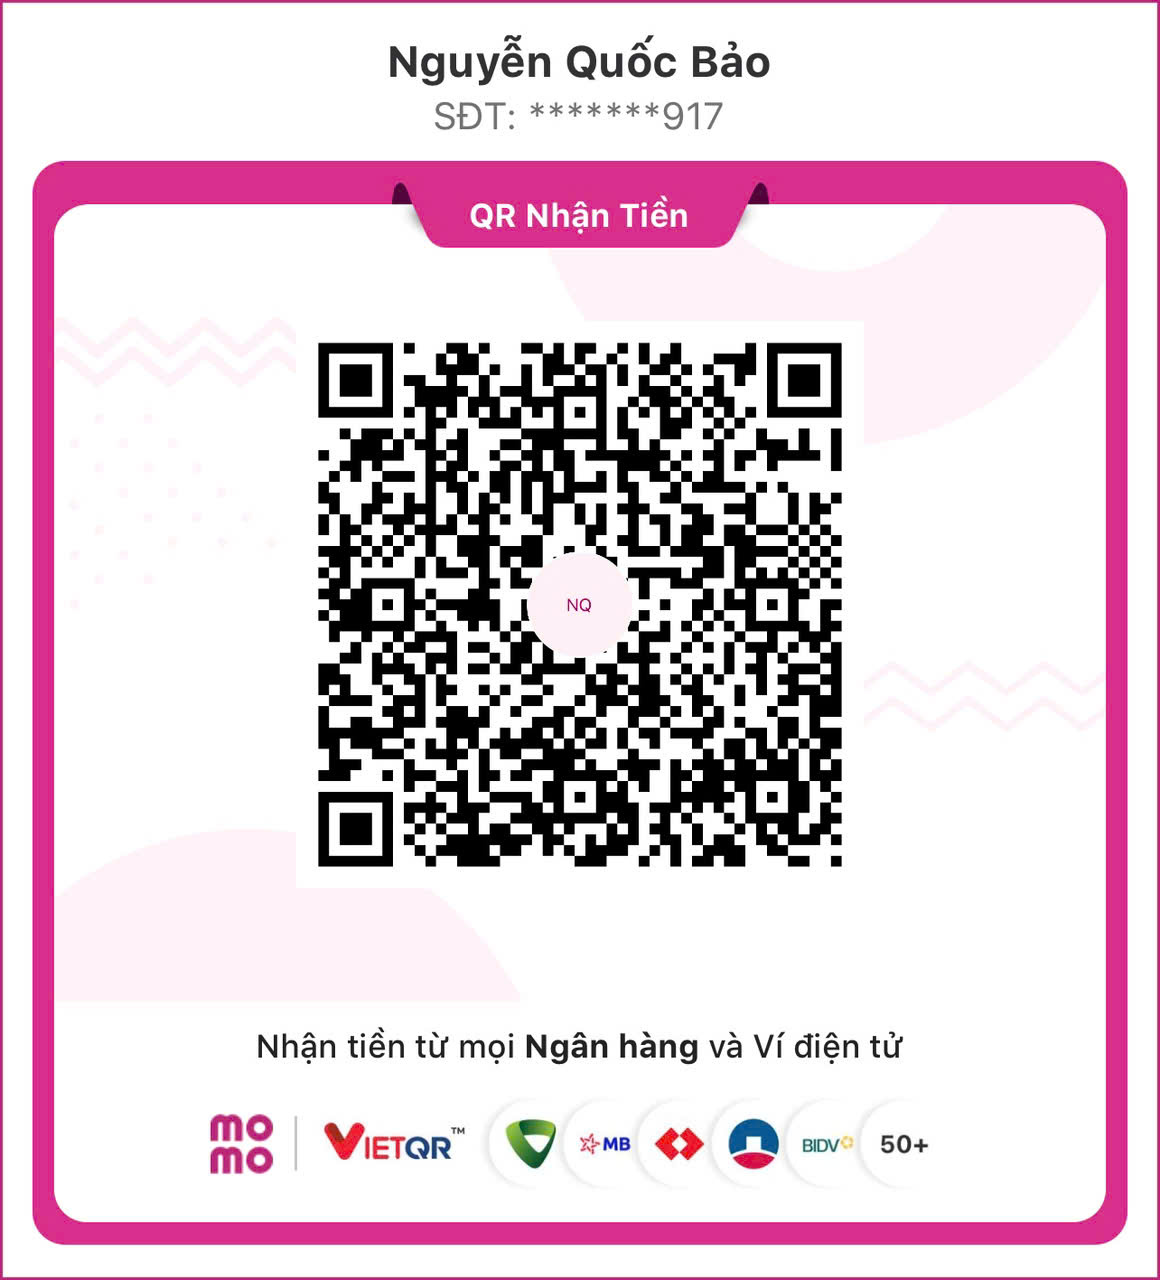 Nguyễn Quốc Bảo
SĐT: *******917
QR Nhận Tiền
NQ
Nhận tiền từ mọi Ngân hàng và Ví điện tử
mo
mo
VIETQR™
MB
BIDV
50+